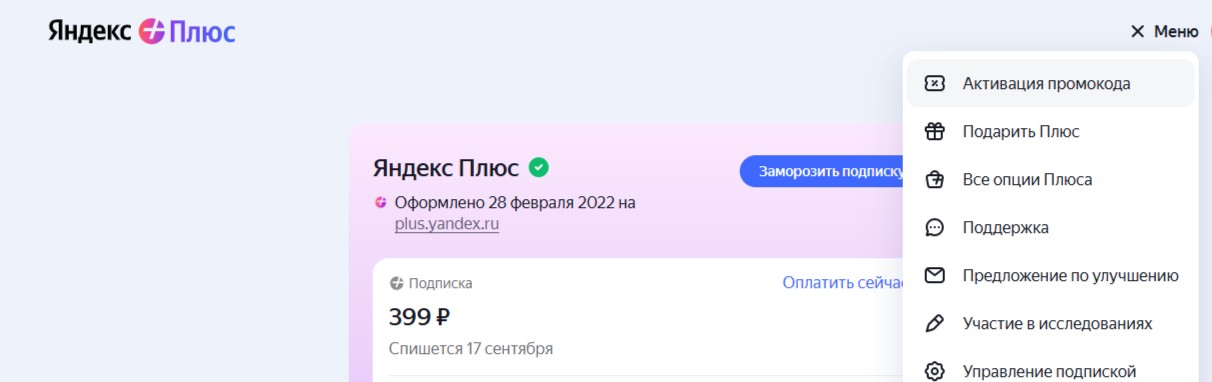 Яндекс Плюс
Меню
Активация промокода
Подарить Плюс
Все опции Плюса
Поддержка
Предложение по улучшению
Участие в исследованиях
Управление подпиской
Яндекс Плюс
Заморозить подписку
Оформлено 28 февраля 2022 на
plus.yandex.ru
Подписка
Оплатить сейчас
399 ₽
Спишется 17 сентября